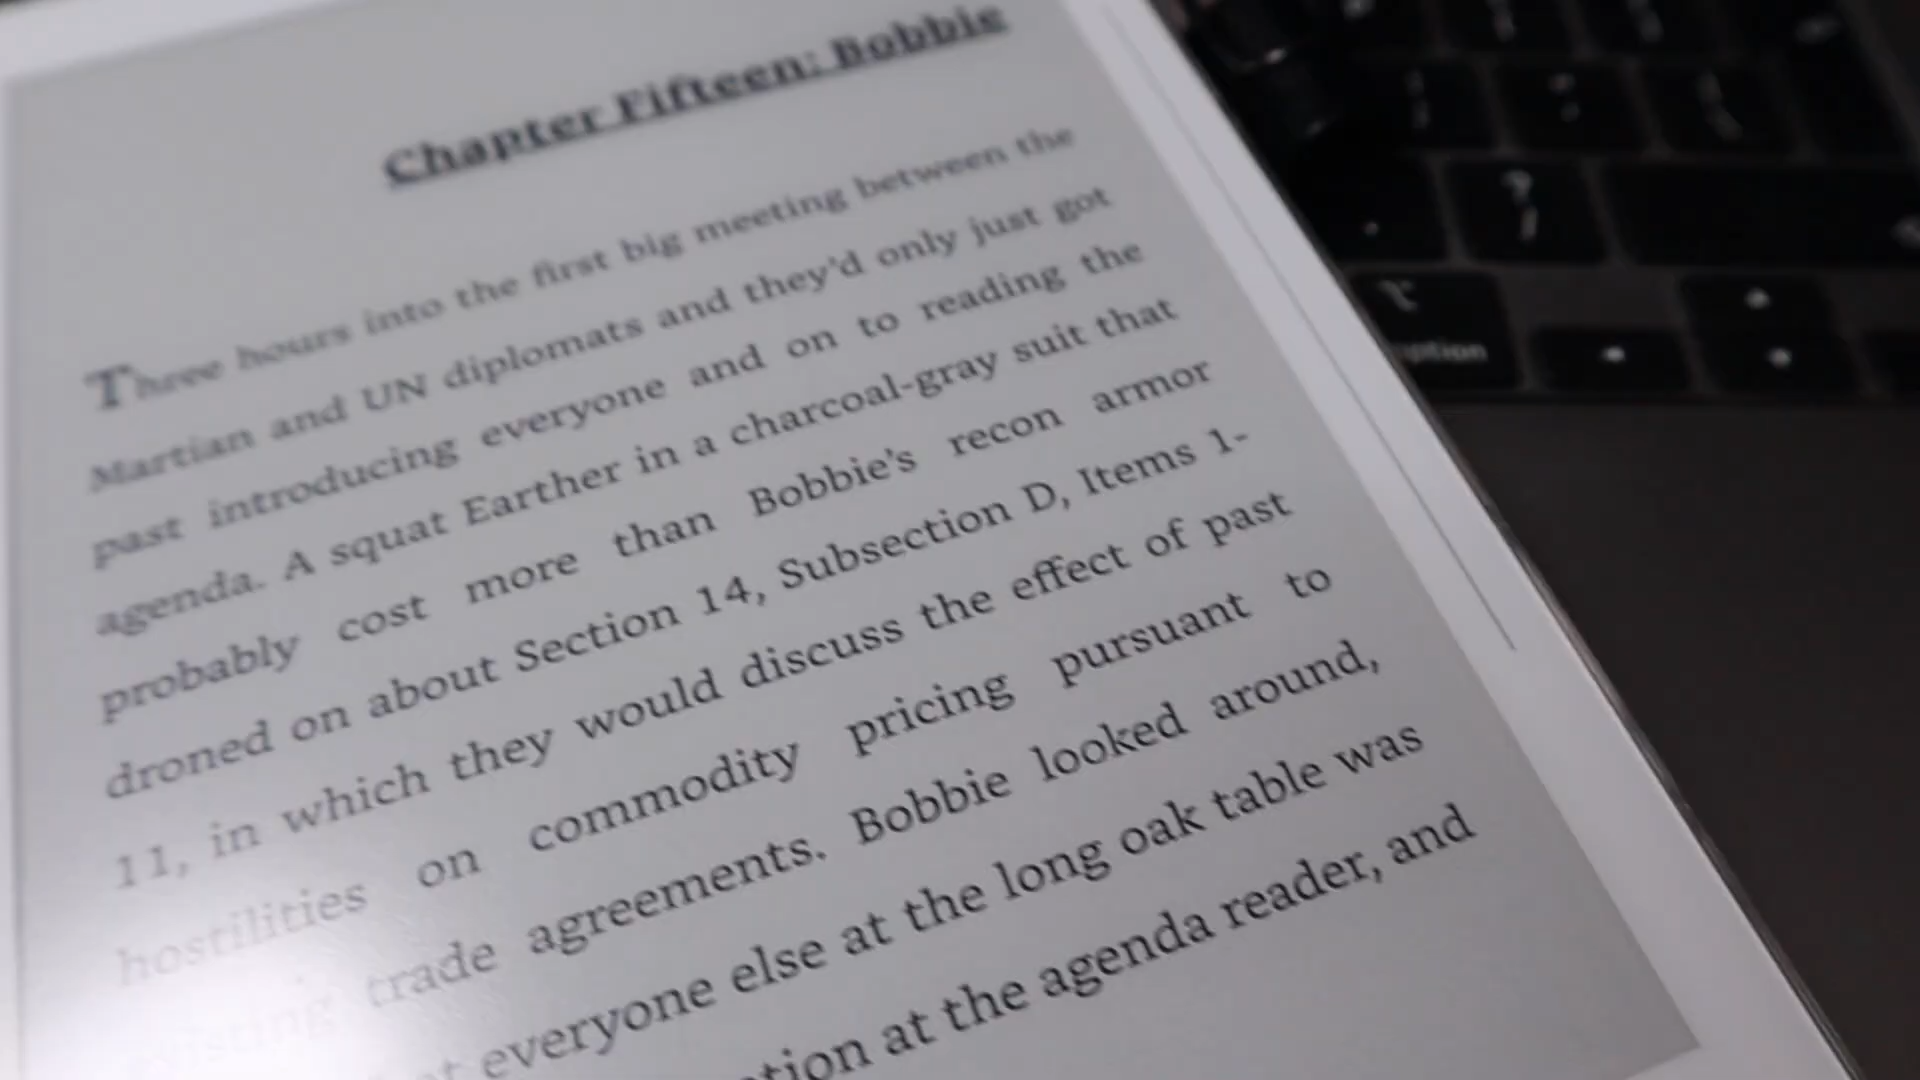 Chapter Fifteen: Bobbie
Three hours into the first big meeting between the
Martian and UN diplomats and they'd only just got
past introducing everyone and on to reading the
agenda. A squat Earther in a charcoal-gray suit that
probably cost more than Bobbie's recon armor
droned on about Section 14, Subsection D, Items 1-
11, in which they would discuss the effect of past
hostilities on commodity pricing pursuant to
existing trade agreements. Bobbie looked around,
everyone else at the long oak table was
at the agenda reader, and
?
/
option